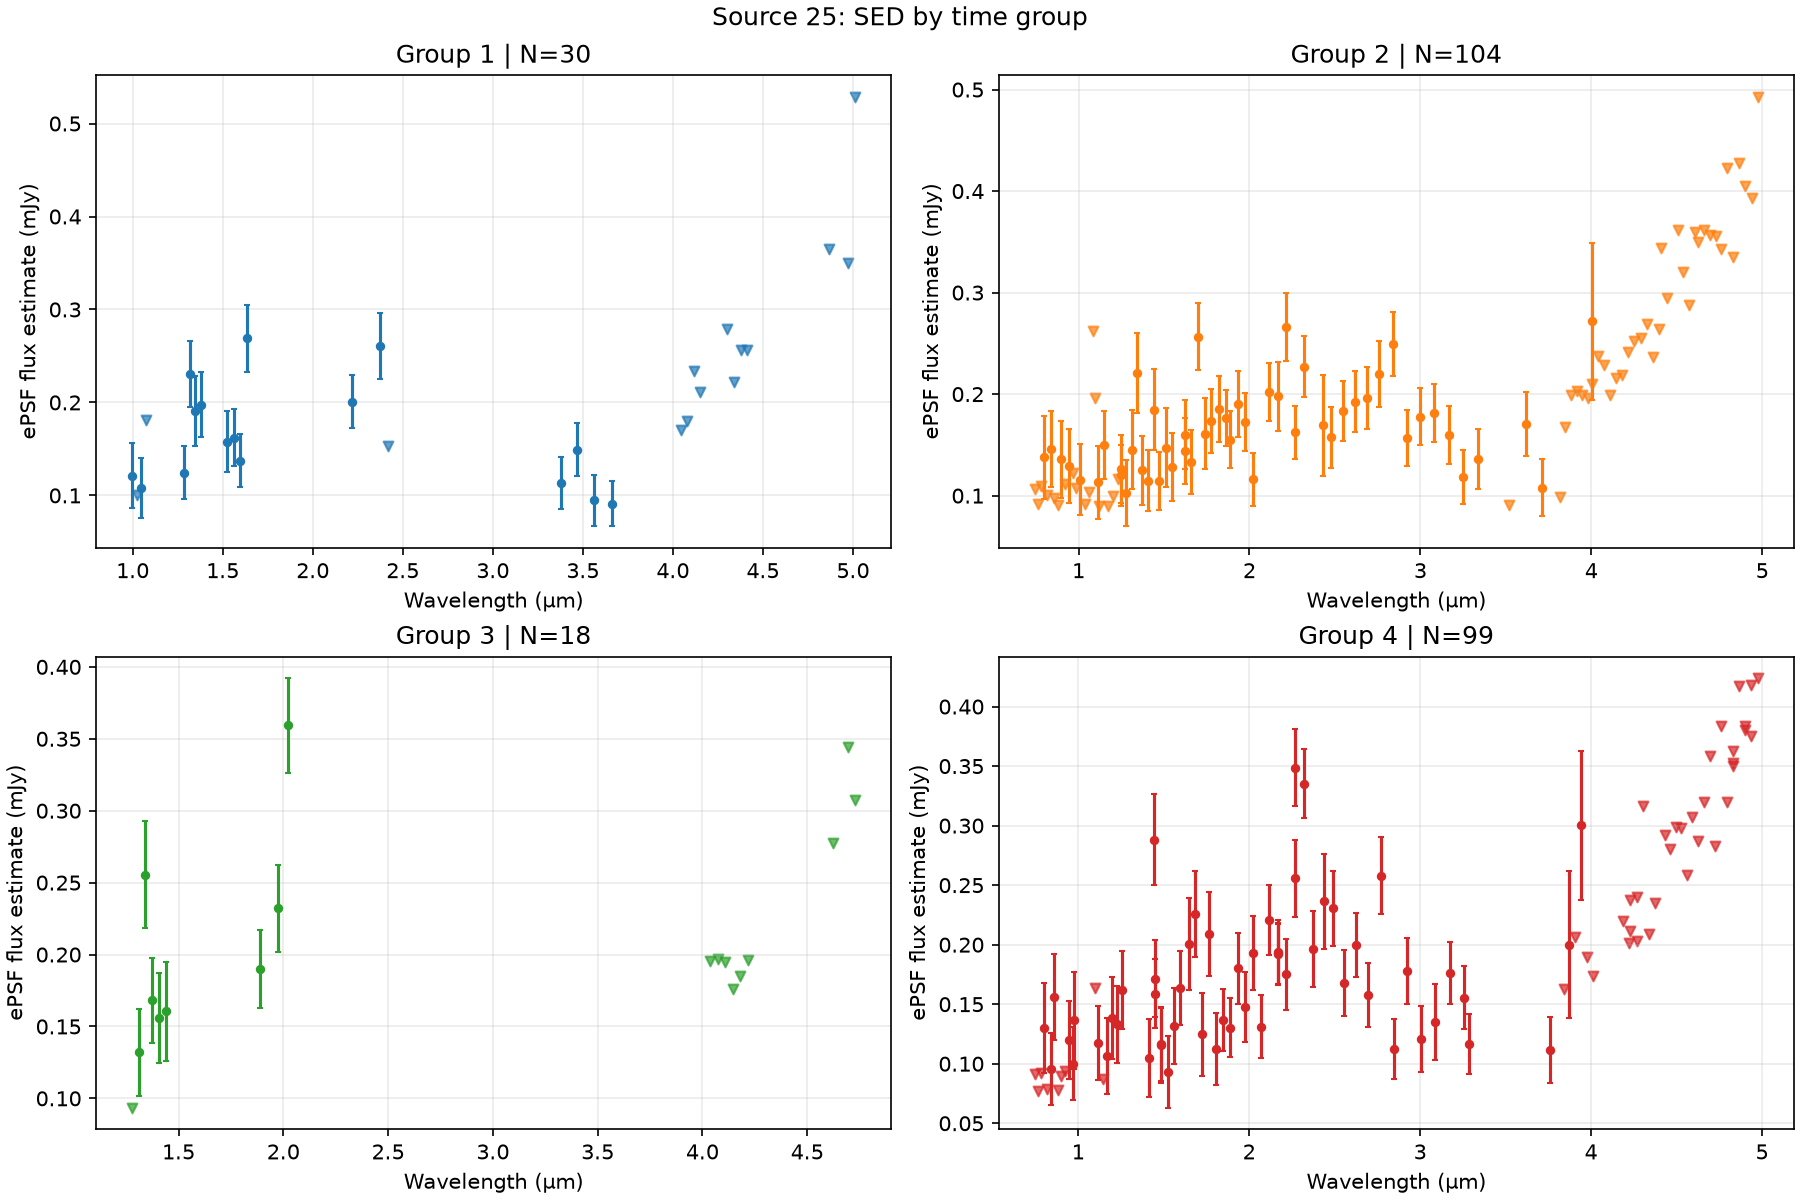 Source 25: SED by time group
Group 1 | N=30
ePSF flux estimate (mJy)
0.5
0.4
0.3
0.2
0.1
1.0 1.5 2.0 2.5 3.0 3.5 4.0 4.5 5.0
Wavelength (µm)
Group 2 | N=104
ePSF flux estimate (mJy)
0.5
0.4
0.3
0.2
0.1
1 2 3 4 5
Wavelength (µm)
Group 3 | N=18
ePSF flux estimate (mJy)
0.40
0.35
0.30
0.25
0.20
0.15
0.10
1.5 2.0 2.5 3.0 3.5 4.0 4.5
Wavelength (µm)
Group 4 | N=99
ePSF flux estimate (mJy)
0.40
0.35
0.30
0.25
0.20
0.15
0.10
0.05
1 2 3 4 5
Wavelength (µm)